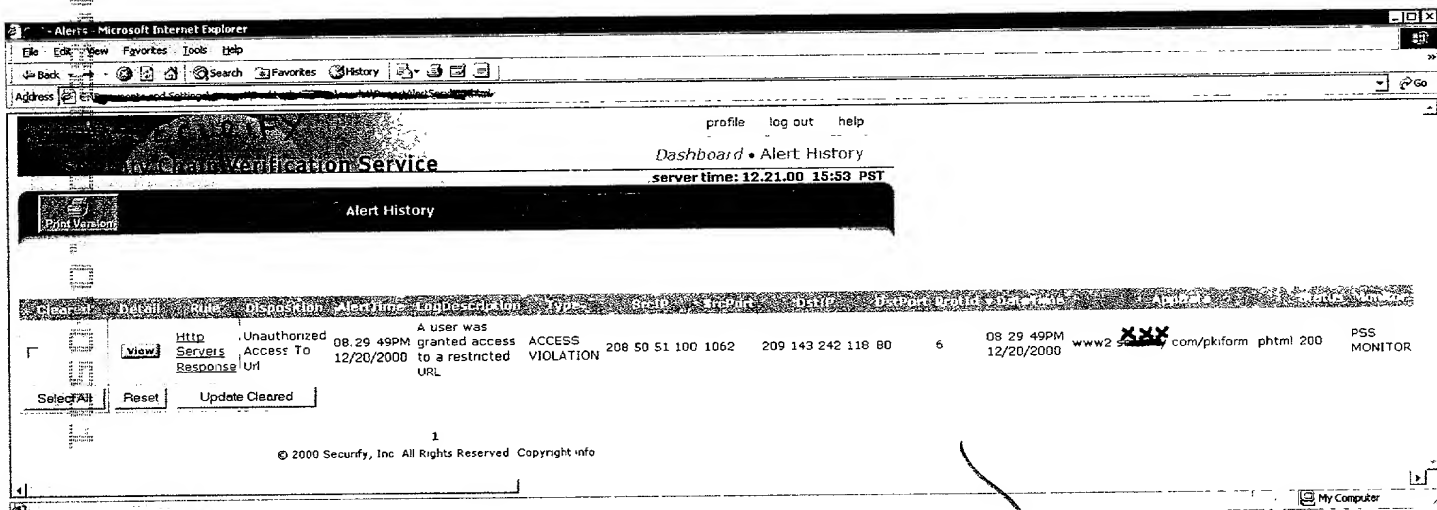 - Alerts - Microsoft Internet Explorer
File Edit View Favorites Tools Help
Back Search Favorites History
Address Go
profile log out help
Verification Service
Dashboard • Alert History
server time: 12.21.00 15:53 PST
Print Version
Alert History
Cleared Detail Rule Disposition AlertTime LogDescription Type SrcIP SrcPort DstIP DstPort ProtId DateTime Status Monitor
View
Http Servers Response
Unauthorized Access To Url
08.29 49PM 12/20/2000
A user was granted access to a restricted URL
ACCESS VIOLATION
208 50 51 100 1062 209 143 242 118 80 6
08 29 49PM 12/20/2000
www2 XXX com/pkiform phtml 200
PSS MONITOR
Select All Reset Update Cleared
1
© 2000 Securify, Inc All Rights Reserved Copyright info
My Computer